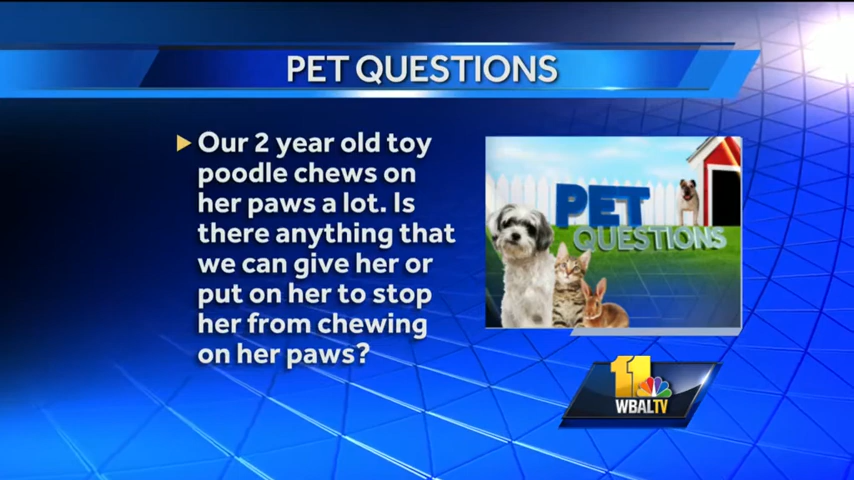 PET QUESTIONS
Our 2 year old toy
poodle chews on
her paws a lot. Is
there anything that
we can give her or
put on her to stop
her from chewing
on her paws?
PET
QUESTIONS
11
WBALTV